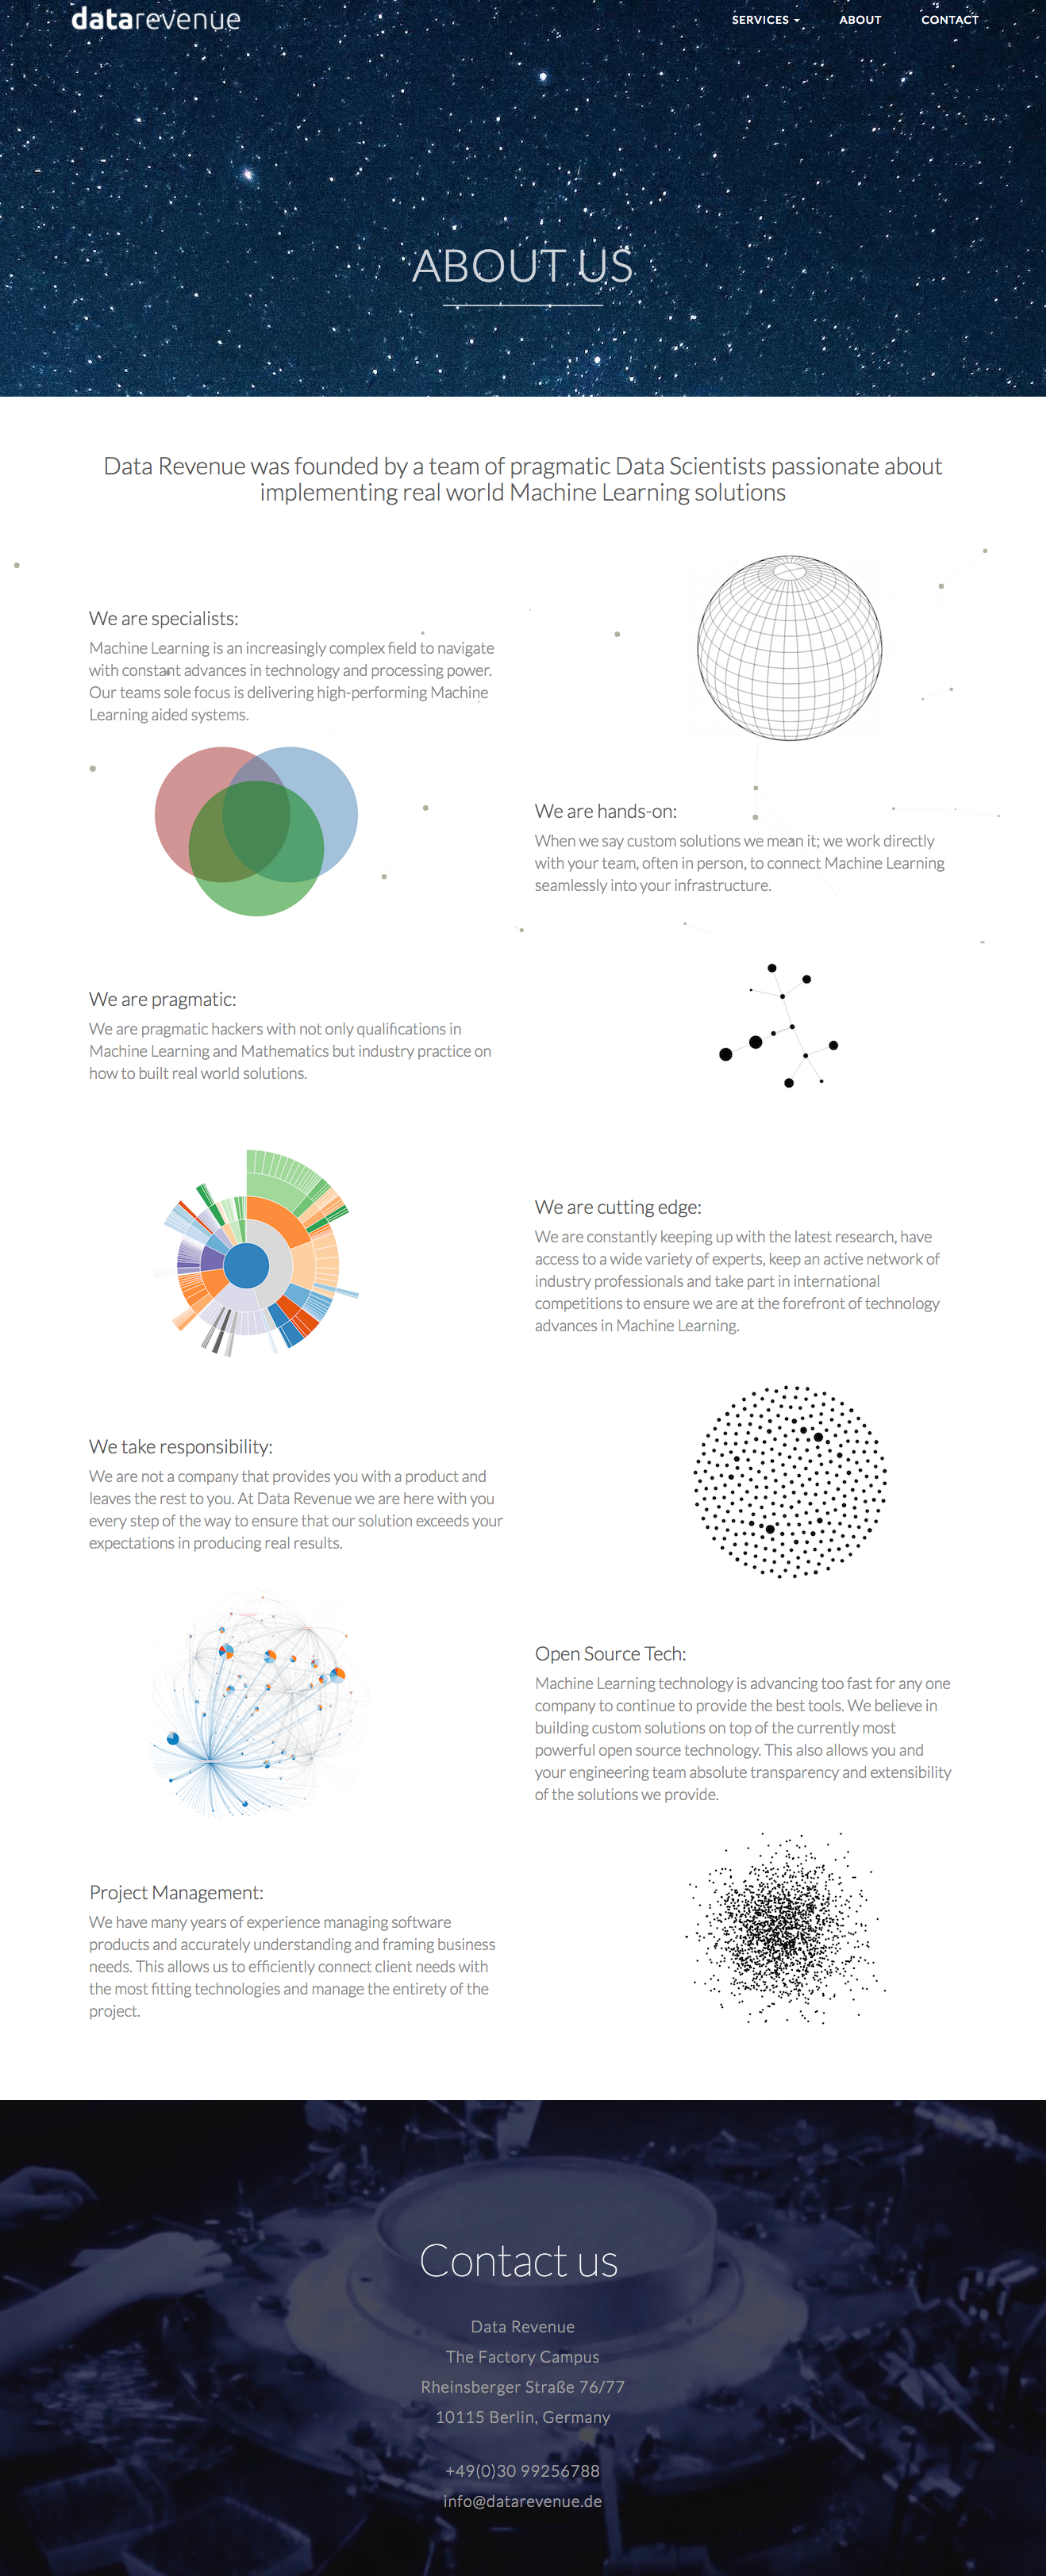 datarevenue
SERVICES
ABOUT
CONTACT
ABOUT US
Data Revenue was founded by a team of pragmatic Data Scientists passionate about
implementing real world Machine Learning solutions
We are specialists:
Machine Learning is an increasingly complex field to navigate
with constant advances in technology and processing power.
Our teams sole focus is delivering high-performing Machine
Learning aided systems.
We are hands-on:
When we say custom solutions we mean it; we work directly
with your team, often in person, to connect Machine Learning
seamlessly into your infrastructure.
We are pragmatic:
We are pragmatic hackers with not only qualifications in
Machine Learning and Mathematics but industry practice on
how to built real world solutions.
We are cutting edge:
We are constantly keeping up with the latest research, have
access to a wide variety of experts, keep an active network of
industry professionals and take part in international
competitions to ensure we are at the forefront of technology
advances in Machine Learning.
We take responsibility:
We are not a company that provides you with a product and
leaves the rest to you. At Data Revenue we are here with you
every step of the way to ensure that our solution exceeds your
expectations in producing real results.
Open Source Tech:
Machine Learning technology is advancing too fast for any one
company to continue to provide the best tools. We believe in
building custom solutions on top of the currently most
powerful open source technology. This also allows you and
your engineering team absolute transparency and extensibility
of the solutions we provide.
Project Management:
We have many years of experience managing software
products and accurately understanding and framing business
needs. This allows us to efficiently connect client needs with
the most fitting technologies and manage the entirety of the
project.
Contact us
Data Revenue
The Factory Campus
Rheinsberger Straße 76/77
10115 Berlin, Germany
+49(0)30 99256788
info@datarevenue.de